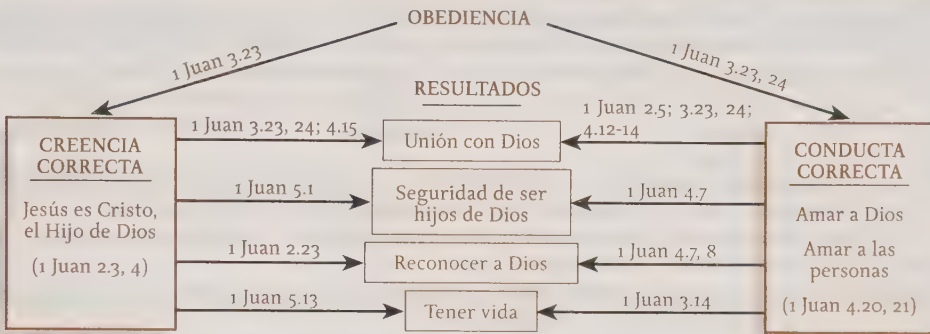 OBEDIENCIA
1 Juan 3.23
1 Juan 3.23, 24
RESULTADOS
CREENCIA
CORRECTA
Jesús es Cristo,
el Hijo de Dios
(1 Juan 2.3, 4)
1 Juan 3.23, 24; 4.15
Unión con Dios
1 Juan 2.5; 3.23, 24;
4.12-14
1 Juan 5.1
Seguridad de ser
hijos de Dios
1 Juan 4.7
1 Juan 2.23
Reconocer a Dios
1 Juan 4.7, 8
1 Juan 5.13
Tener vida
1 Juan 3.14
CONDUCTA
CORRECTA
Amar a Dios
Amar a las
personas
(1 Juan 4.20, 21)